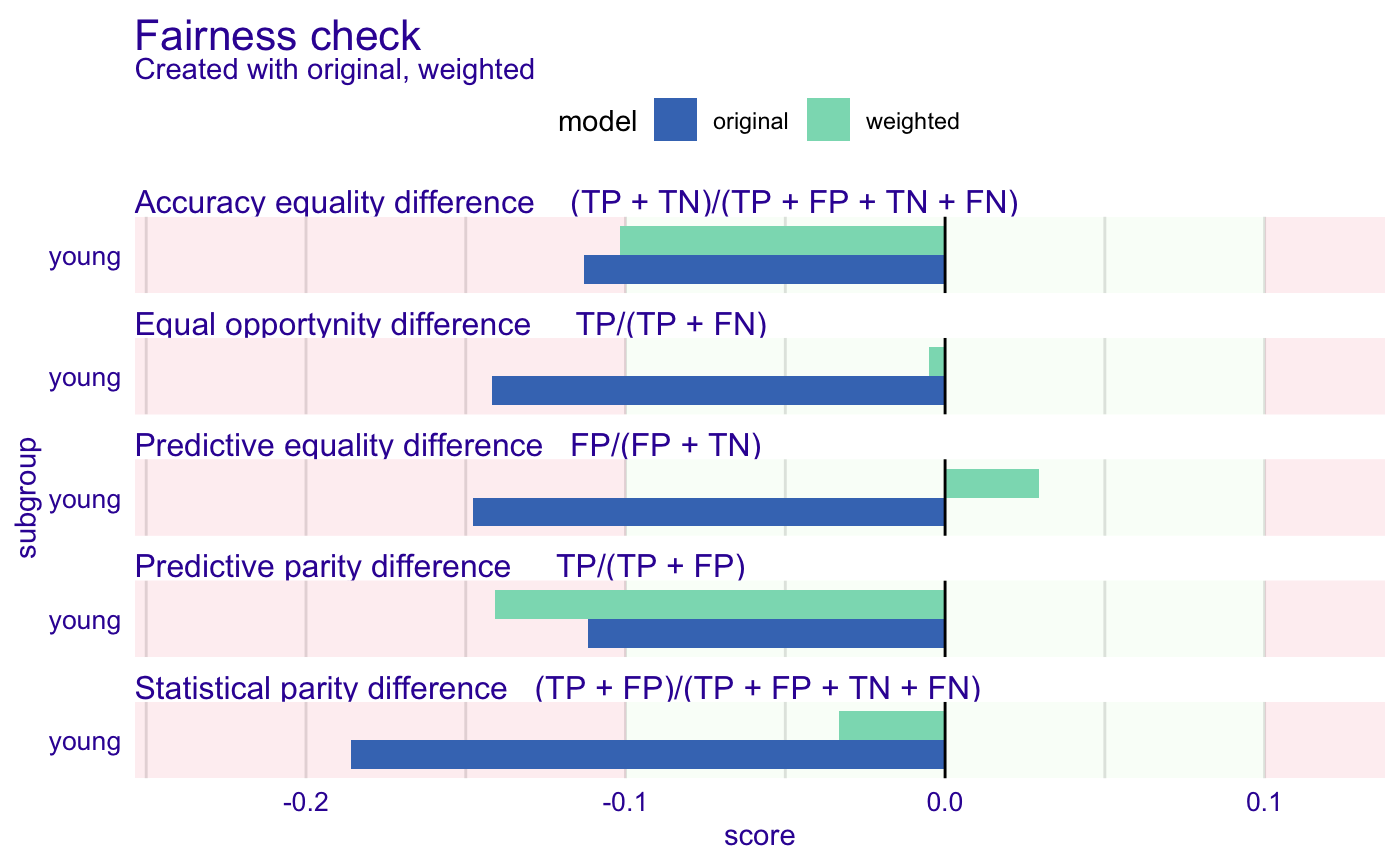 Fairness check
Created with original, weighted
model original weighted
Accuracy equality difference (TP + TN)/(TP + FP + TN + FN)
young
Equal opportynity difference TP/(TP + FN)
young
Predictive equality difference FP/(FP + TN)
young
Predictive parity difference TP/(TP + FP)
young
Statistical parity difference (TP + FP)/(TP + FP + TN + FN)
young
subgroup
-0.2 -0.1 0.0 0.1
score